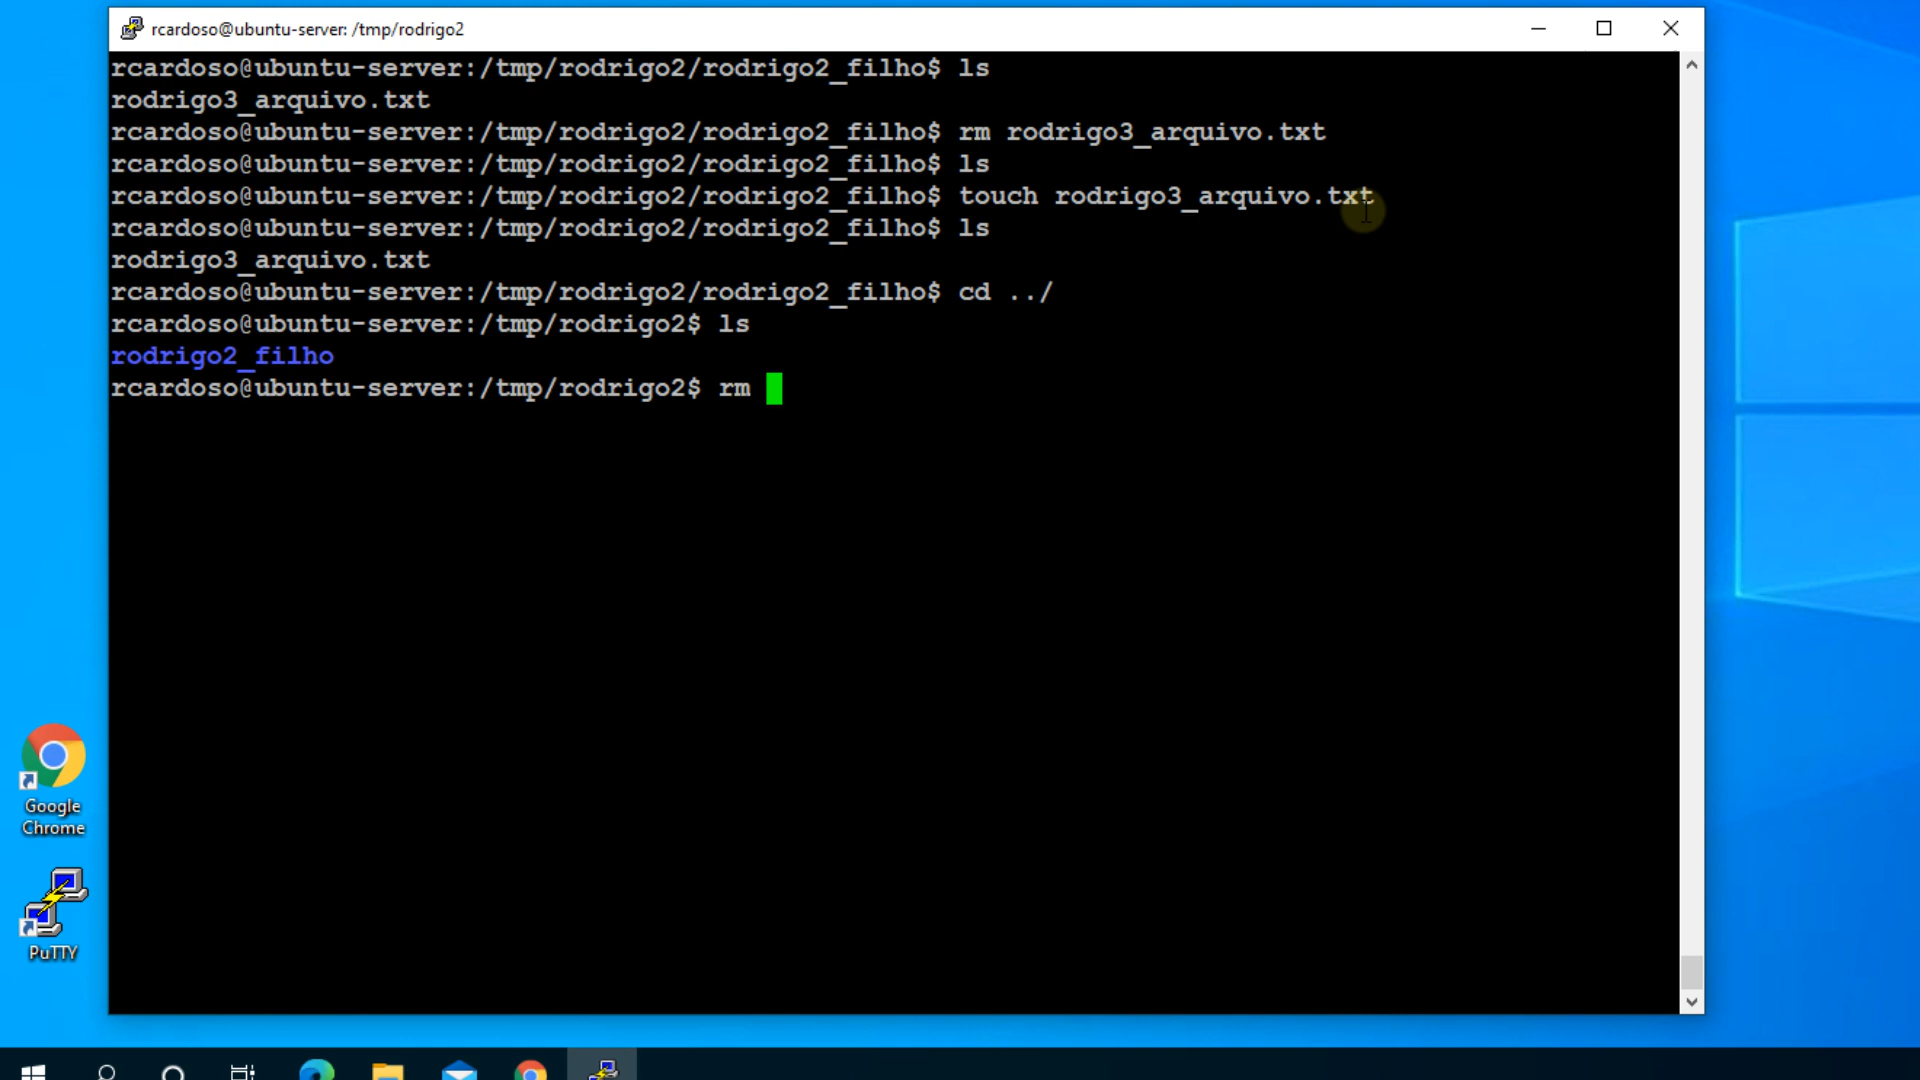 rcardoso@ubuntu-server: /tmp/rodrigo2
rcardoso@ubuntu-server:/tmp/rodrigo2/rodrigo2_filho$ ls
rodrigo3_arquivo.txt
rcardoso@ubuntu-server:/tmp/rodrigo2/rodrigo2_filho$ rm rodrigo3_arquivo.txt
rcardoso@ubuntu-server:/tmp/rodrigo2/rodrigo2_filho$ ls
rcardoso@ubuntu-server:/tmp/rodrigo2/rodrigo2_filho$ touch rodrigo3_arquivo.txt
rcardoso@ubuntu-server:/tmp/rodrigo2/rodrigo2_filho$ ls
rodrigo3_arquivo.txt
rcardoso@ubuntu-server:/tmp/rodrigo2/rodrigo2_filho$ cd ../
rcardoso@ubuntu-server:/tmp/rodrigo2$ ls
rodrigo2_filho
rcardoso@ubuntu-server:/tmp/rodrigo2$ rm
Google
Chrome
PuTTY